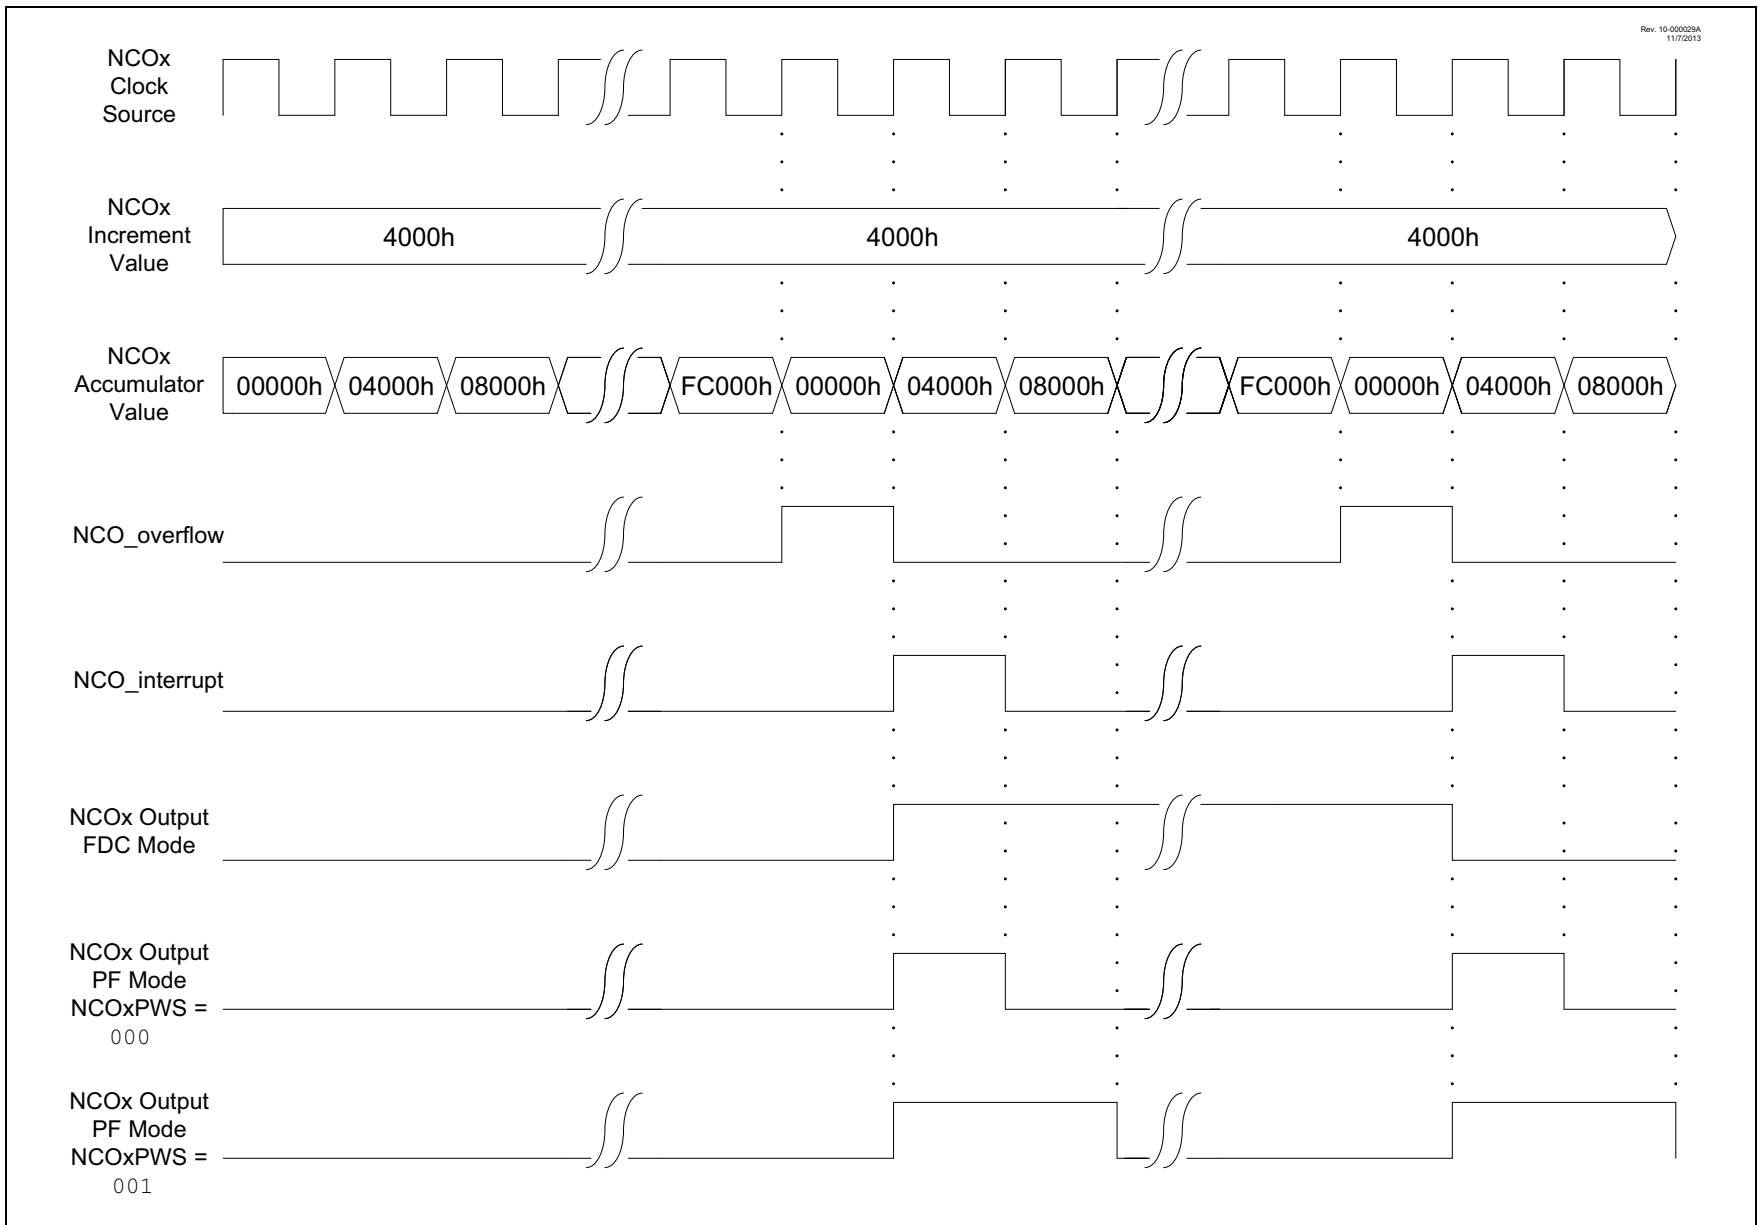 Rev. 10-000029A
11/7/2013
NCOx
Clock
Source
NCOx
Increment
Value
4000h
4000h
4000h
NCOx
Accumulator
Value
00000h
04000h
08000h
FC000h
00000h
04000h
08000h
FC000h
00000h
04000h
08000h
NCO_overflow
NCO_interrupt
NCOx Output
FDC Mode
NCOx Output
PF Mode
NCOxPWS =
000
NCOx Output
PF Mode
NCOxPWS =
001